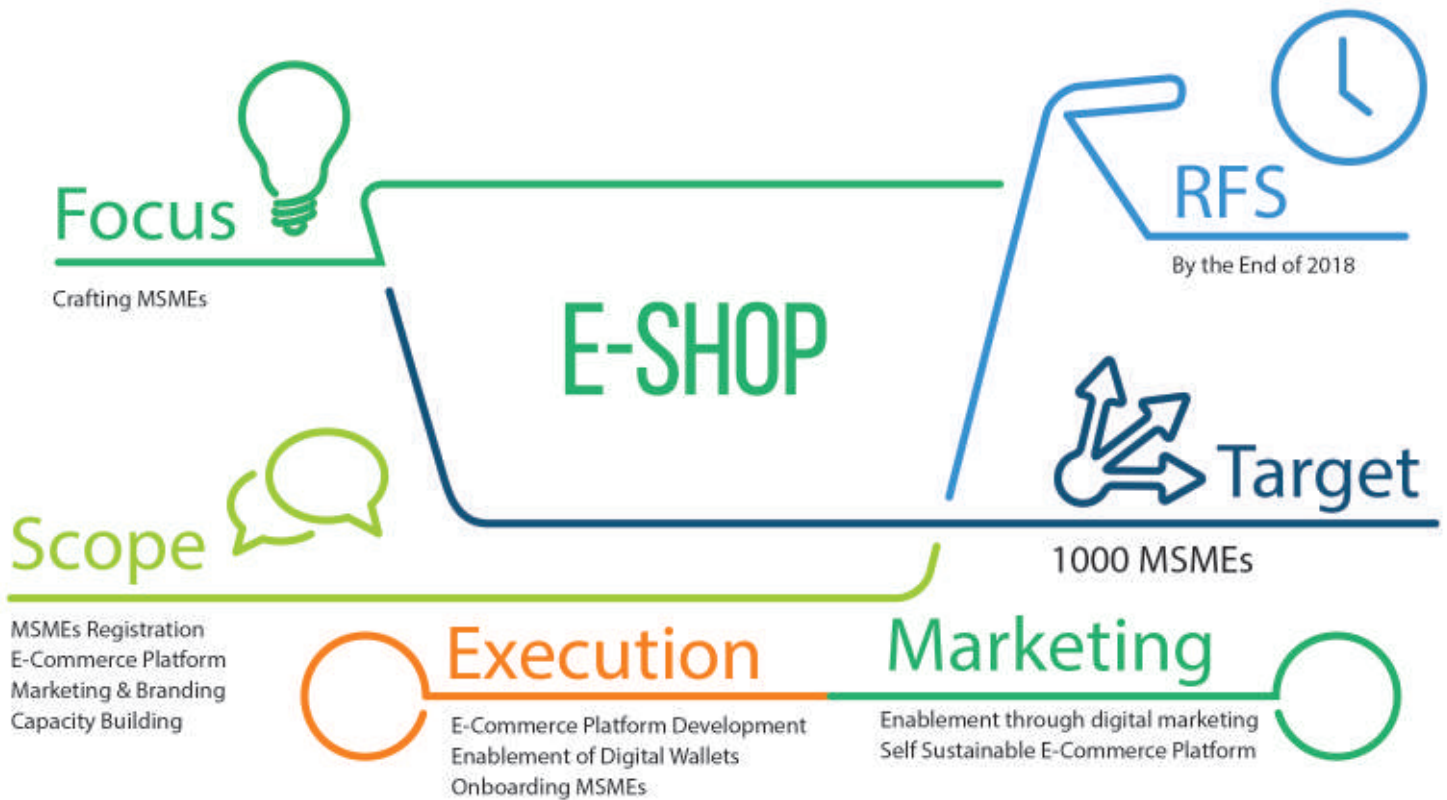 Focus
Crafting MSMEs
RFS
By the End of 2018
E-SHOP
Target
1000 MSMEs
Scope
MSMEs Registration
E-Commerce Platform
Marketing & Branding
Capacity Building
Execution
E-Commerce Platform Development
Enablement of Digital Wallets
Onboarding MSMEs
Marketing
Enablement through digital marketing
Self Sustainable E-Commerce Platform